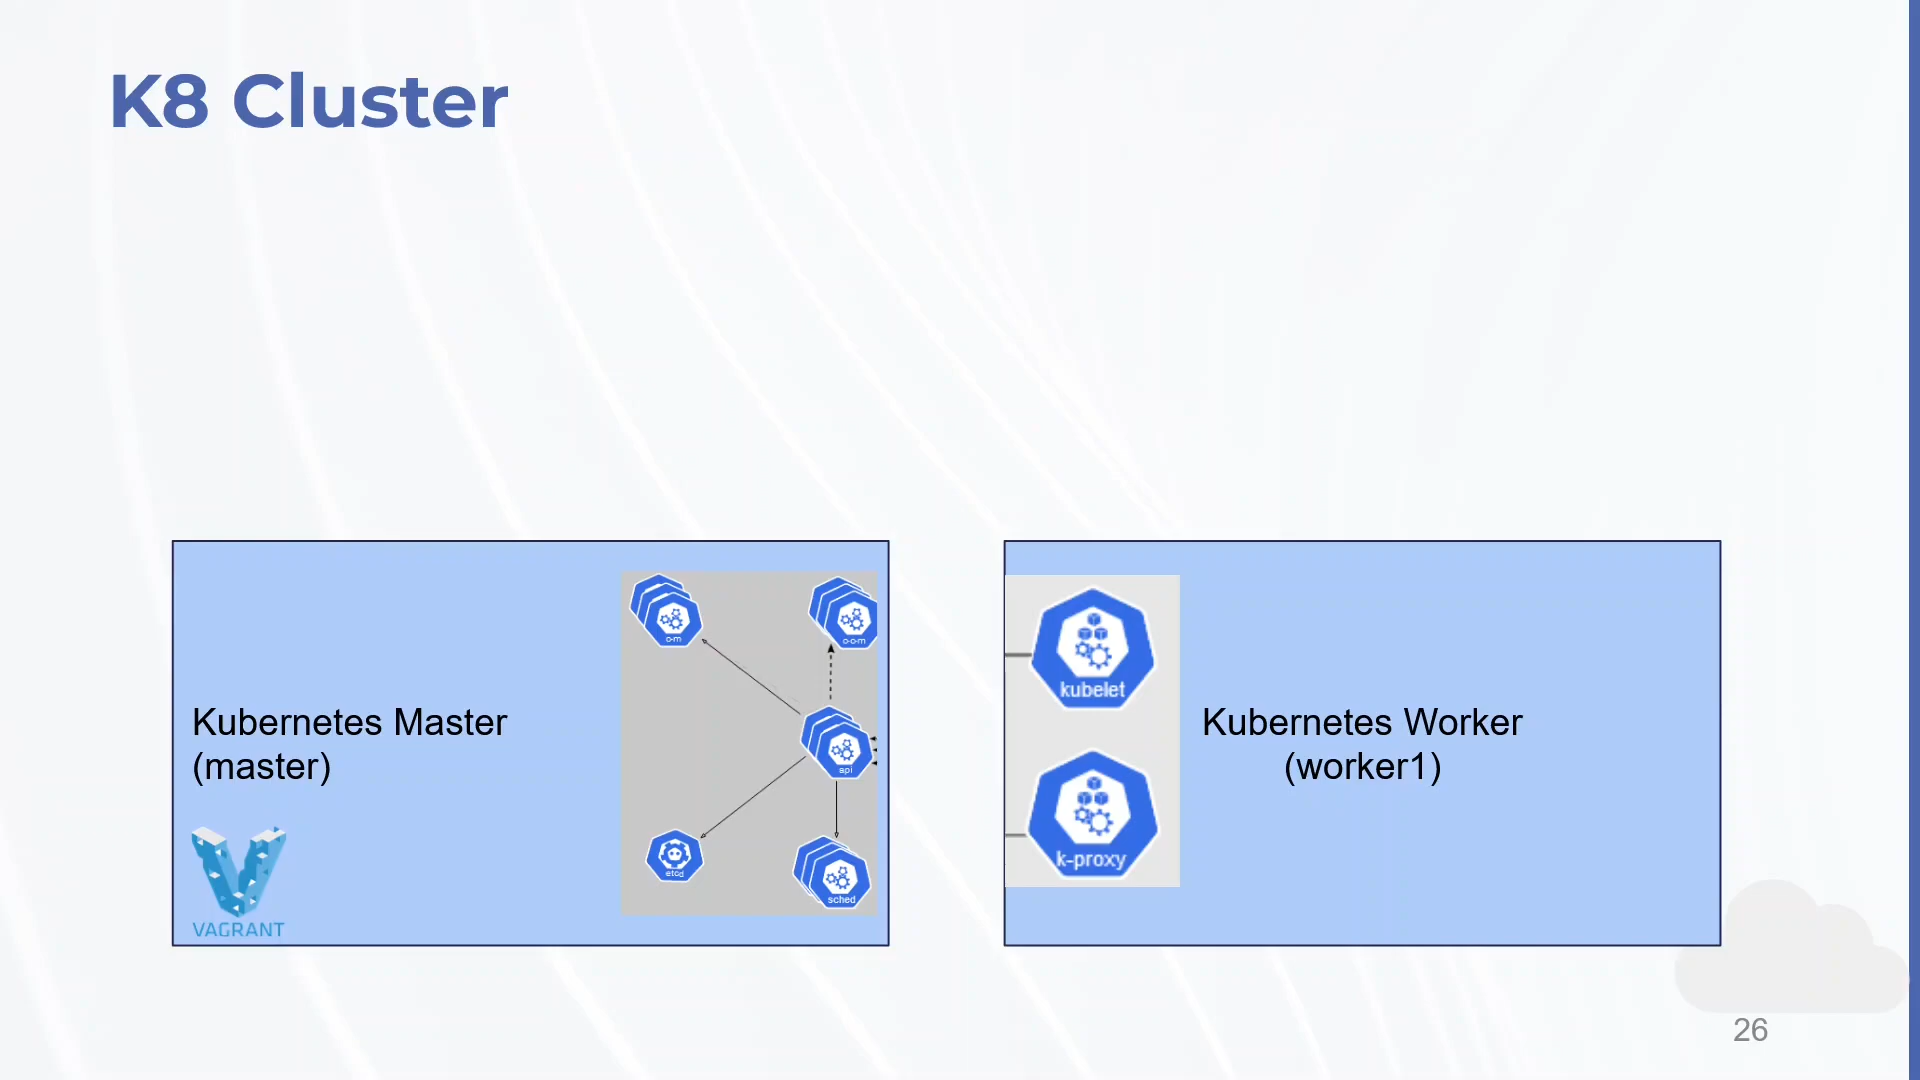 K8 Cluster
Kubernetes Master
(master)
VAGRANT
o-m
o-o-m
api
etcd
sched
kubelet
k-proxy
Kubernetes Worker
(worker1)
26